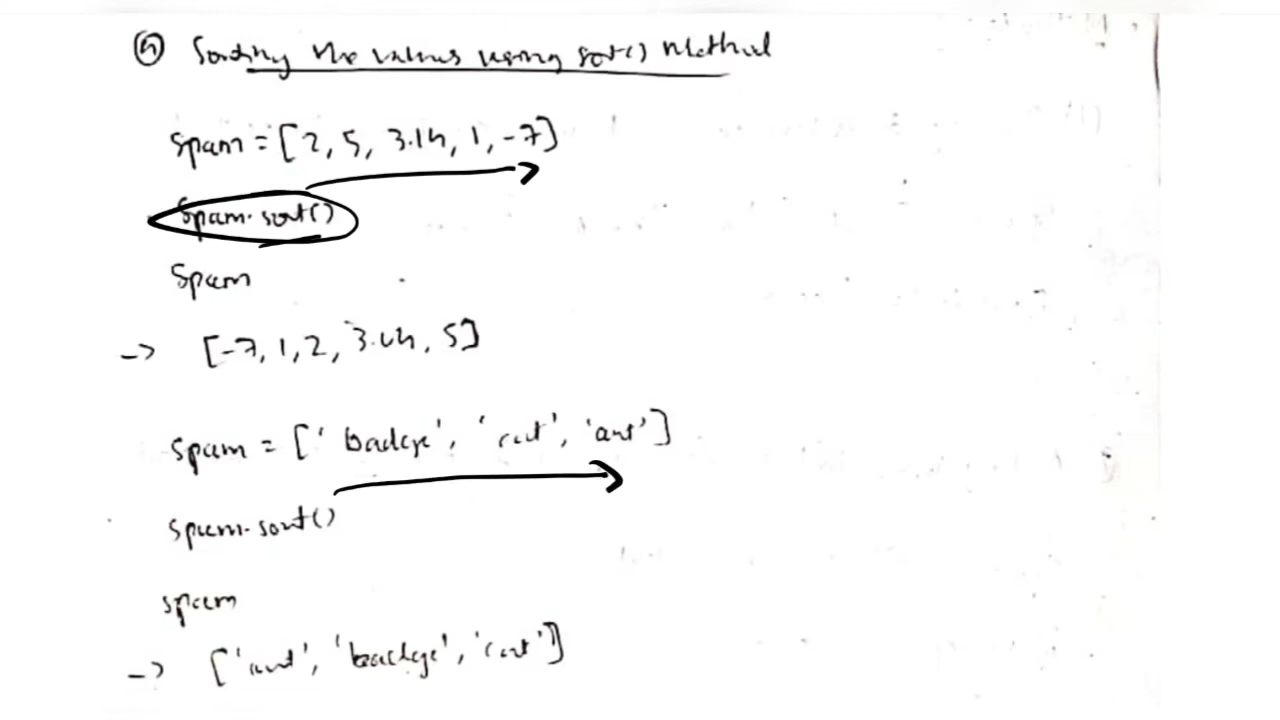 ④ Sorting the values using sort() method
Spam = [2, 5, 3.14, 1, -7]
Spam.sort()
Spam
-> [-7, 1, 2, 3.14, 5]
Spam = ['badge', 'cat', 'ant']
spam.sort()
spam
-> ['ant', 'badge', 'cat']